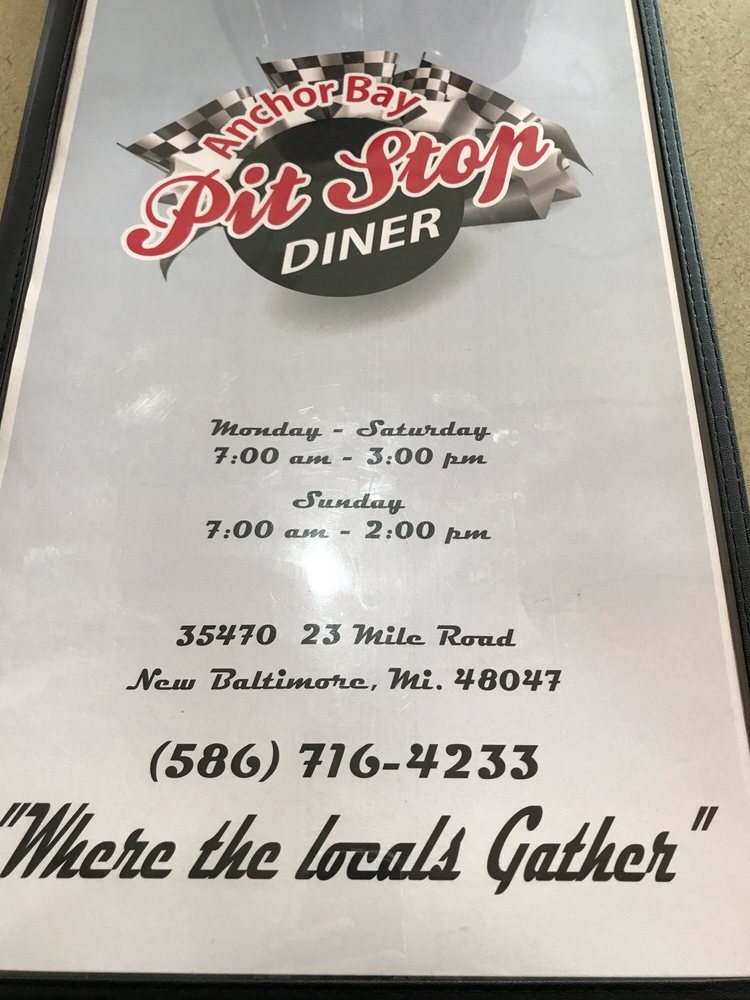 Anchor Bay
Pit Stop
DINER
Monday - Saturday
7:00 am - 3:00 pm
Sunday
7:00 am - 2:00 pm
35470 23 Mile Road
New Baltimore, Mi. 48047
(586) 716-4233
"Where the locals Gather"